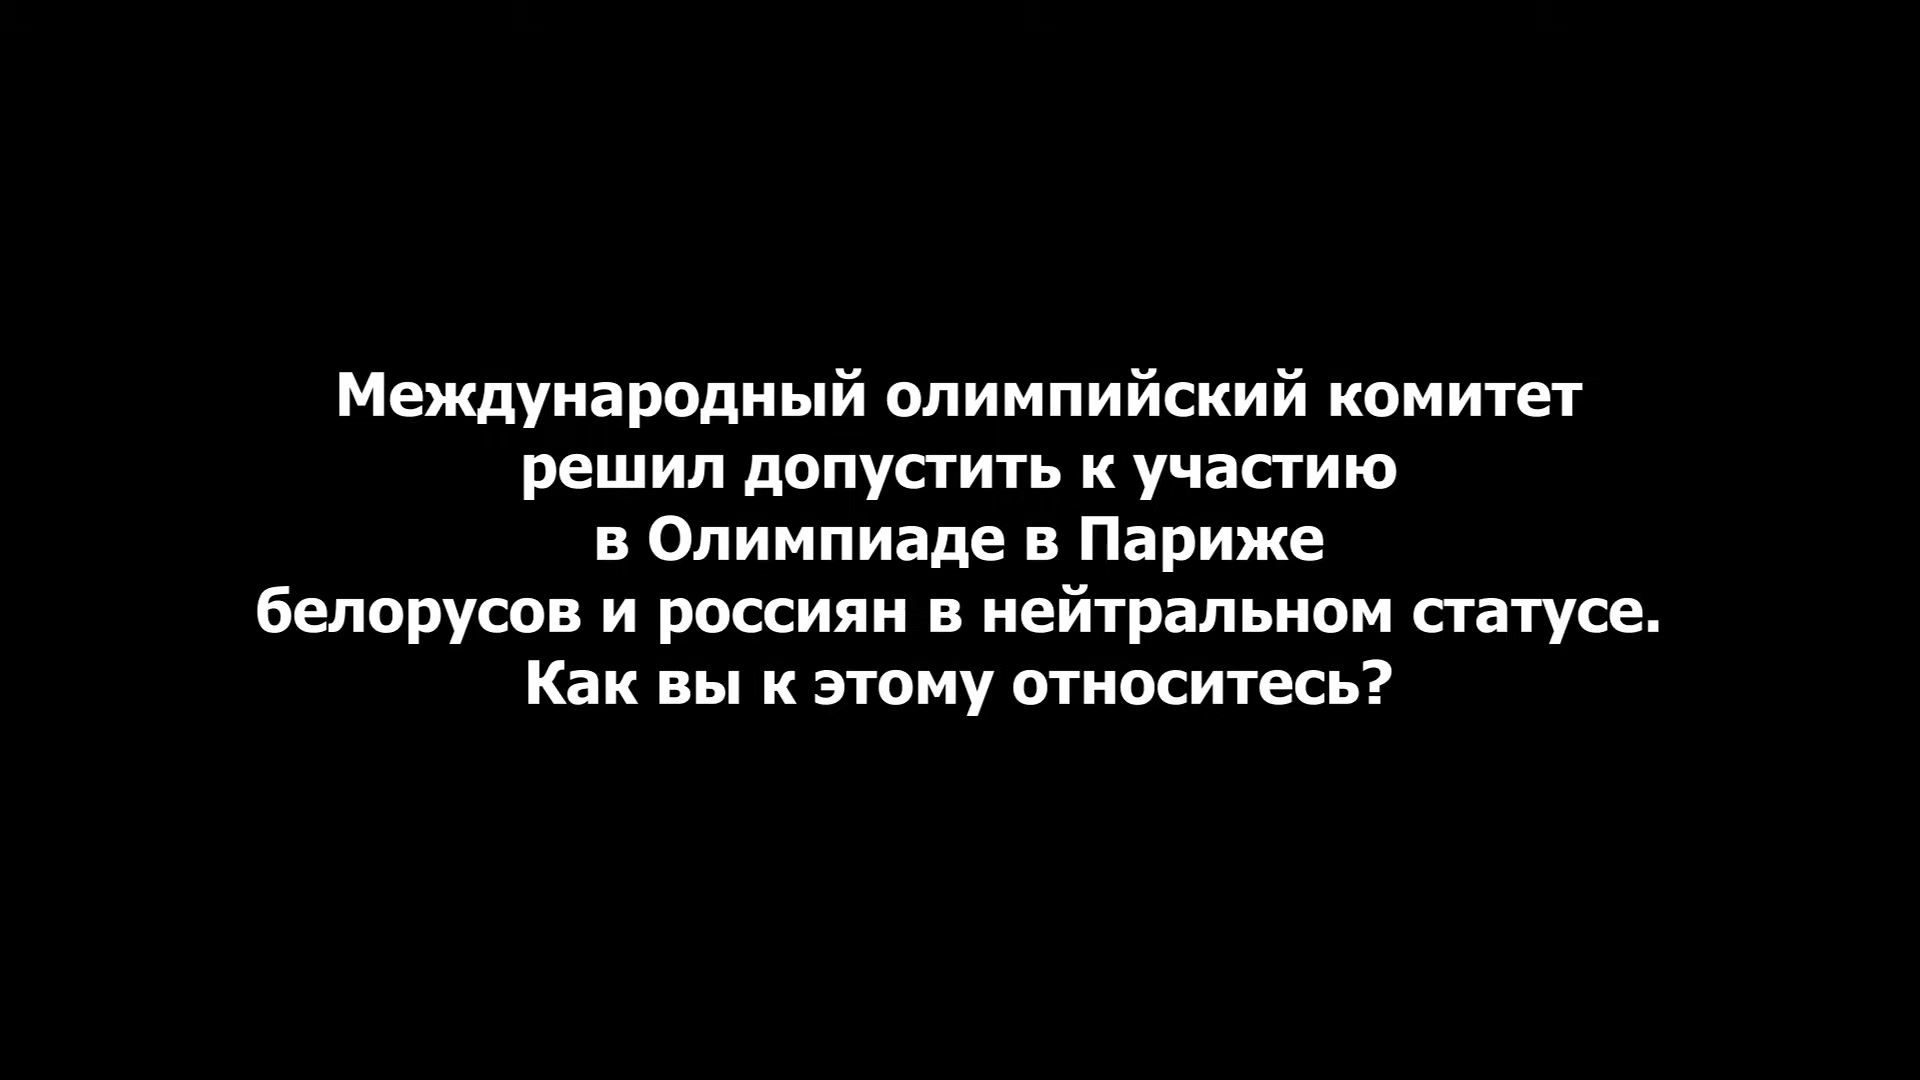 Международный олимпийский комитет
решил допустить к участию
в Олимпиаде в Париже
белорусов и россиян в нейтральном статусе.
Как вы к этому относитесь?